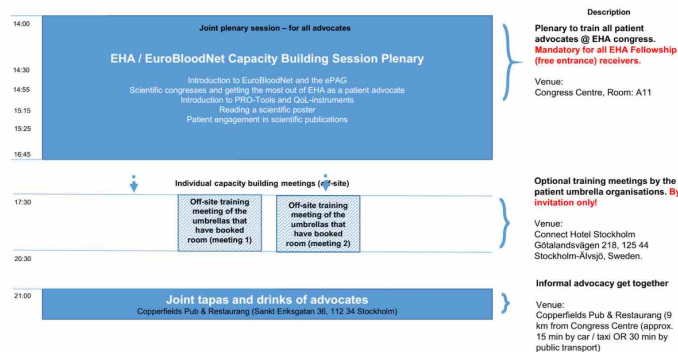 14:00
Joint plenary session – for all advocates
EHA / EuroBloodNet Capacity Building Session Plenary
14:30
Introduction to EuroBloodNet and the ePAG
14:55
Scientific congresses and getting the most out of EHA as a patient advocate
Introduction to PRO-Tools and QoL-instruments
15:15
Reading a scientific poster
15:25
Patient engagement in scientific publications
16:45
Description
Plenary to train all patient
advocates @ EHA congress.
Mandatory for all EHA Fellowship
(free entrance) receivers.
Venue:
Congress Centre, Room: A11
Individual capacity building meetings (off-site)
17:30
Off-site training
meeting of the
umbrellas that
have booked
room (meeting 1)
Off-site training
meeting of the
umbrellas that
have booked
room (meeting 2)
20:30
Optional training meetings by the
patient umbrella organisations. By
invitation only!
Venue:
Connect Hotel Stockholm
Götalandsvägen 218, 125 44
Stockholm-Älvsjö, Sweden.
21:00
Joint tapas and drinks of advocates
Copperfields Pub & Restaurang (Sankt Eriksgatan 36, 112 34 Stockholm)
Informal advocacy get together
Venue:
Copperfields Pub & Restaurang (9
km from Congress Centre (approx.
15 min by car / taxi OR 30 min by
public transport)